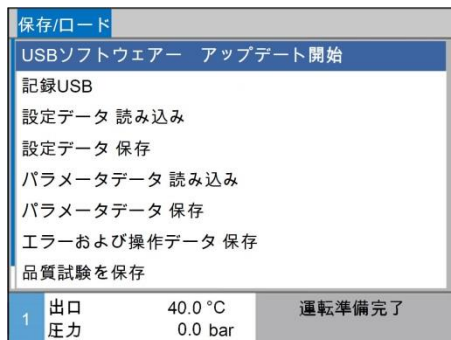 保存/ロード
USBソフトウェアー　アップデート開始
記録USB
設定データ 読み込み
設定データ 保存
パラメータデータ 読み込み
パラメータデータ 保存
エラーおよび操作データ 保存
品質試験を保存
1 出口 40.0 °C 運転準備完了
圧力 0.0 bar